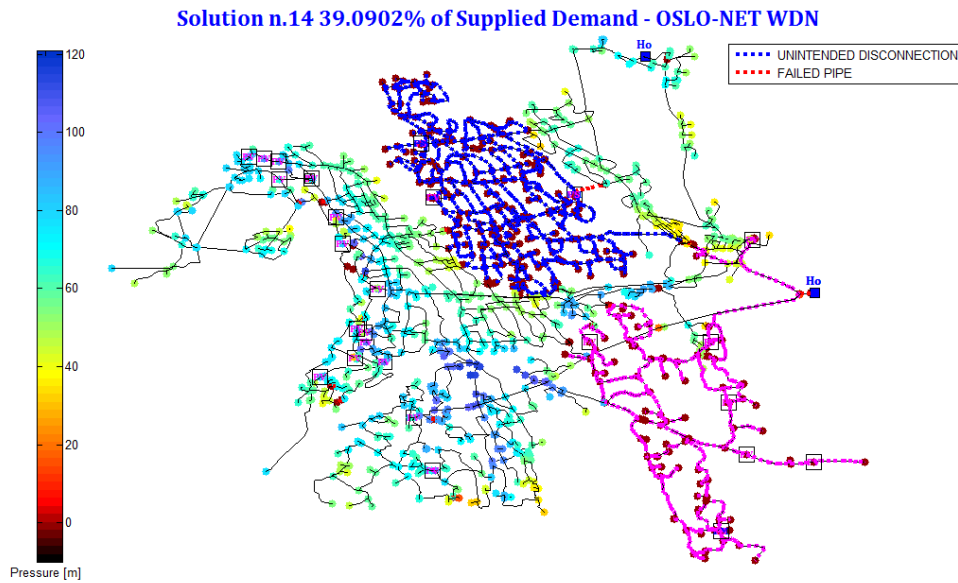 Solution n.14 39.0902% of Supplied Demand - OSLO-NET WDN
Ho
UNINTENDED DISCONNECTION
FAILED PIPE
120
100
80
60
40
20
0
Ho
Pressure [m]